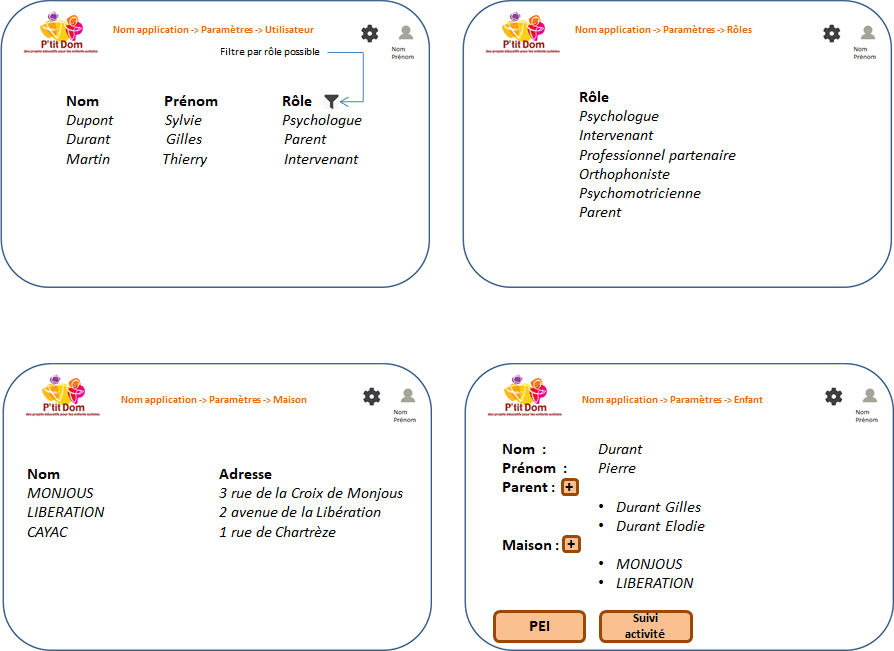 P'tit Dom
des projets éducatifs pour les enfants autistes
Nom application -> Paramètres -> Utilisateur
Nom
Prénom
Filtre par rôle possible
Nom Prénom Rôle
Dupont Sylvie Psychologue
Durant Gilles Parent
Martin Thierry Intervenant
P'tit Dom
des projets éducatifs pour les enfants autistes
Nom application -> Paramètres -> Rôles
Nom
Prénom
Rôle
Psychologue
Intervenant
Professionnel partenaire
Orthophoniste
Psychomotricienne
Parent
P'tit Dom
des projets éducatifs pour les enfants autistes
Nom application -> Paramètres -> Maison
Nom
Prénom
Nom Adresse
MONJOUS 3 rue de la Croix de Monjous
LIBERATION 2 avenue de la Libération
CAYAC 1 rue de Chartrèze
P'tit Dom
des projets éducatifs pour les enfants autistes
Nom application -> Paramètres -> Enfant
Nom
Prénom
Nom : Durant
Prénom : Pierre
Parent : +
• Durant Gilles
• Durant Elodie
Maison : +
• MONJOUS
• LIBERATION
PEI
Suivi
activité